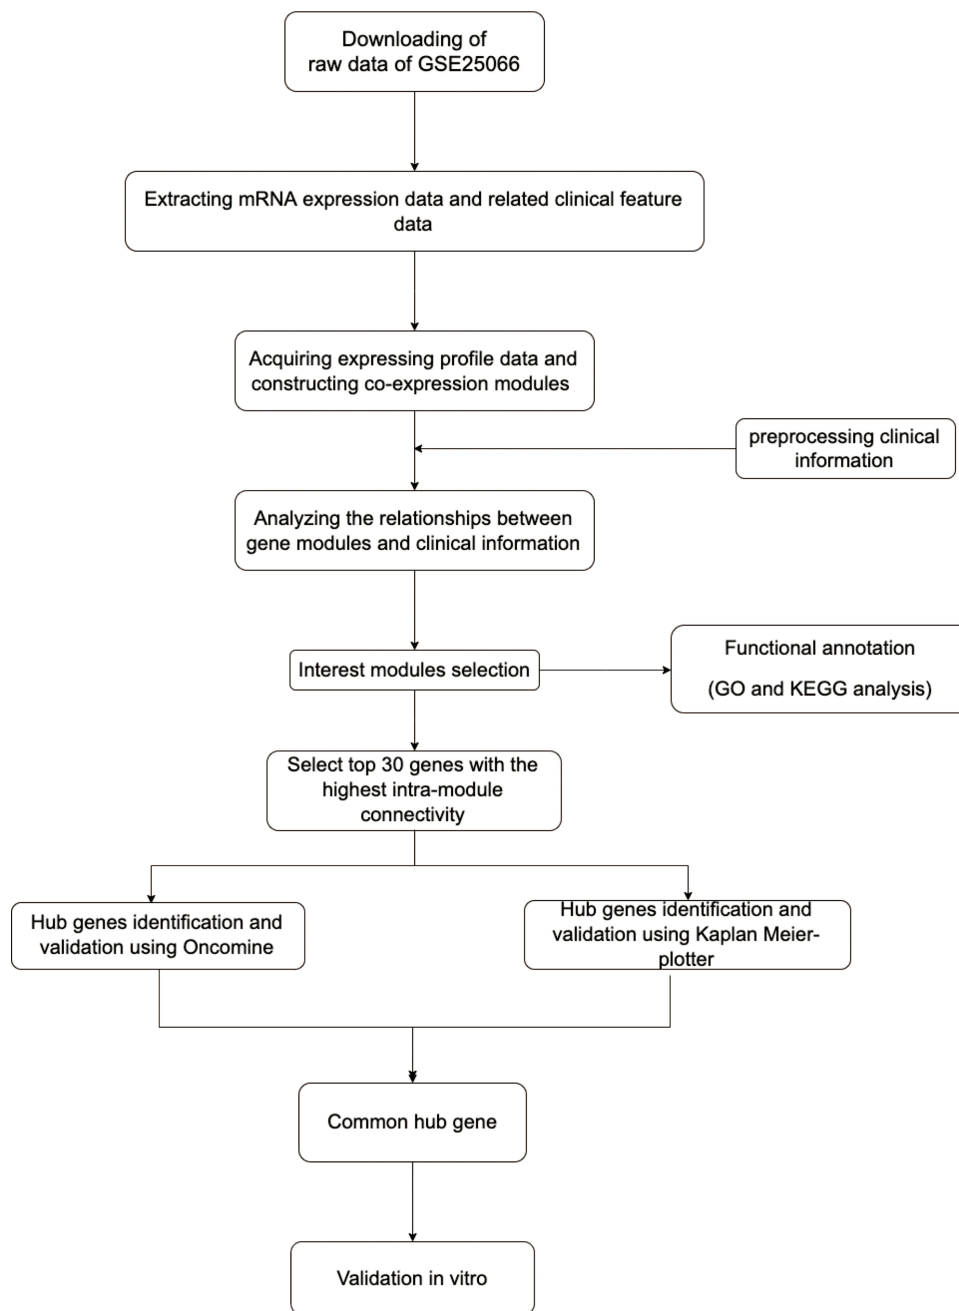 Downloading of
raw data of GSE25066
Extracting mRNA expression data and related clinical feature
data
Acquiring expressing profile data and
constructing co-expression modules
preprocessing clinical
information
Analyzing the relationships between
gene modules and clinical information
Interest modules selection
Functional annotation
(GO and KEGG analysis)
Select top 30 genes with the
highest intra-module
connectivity
Hub genes identification and
validation using Oncomine
Hub genes identification and
validation using Kaplan Meier-
plotter
Common hub gene
Validation in vitro